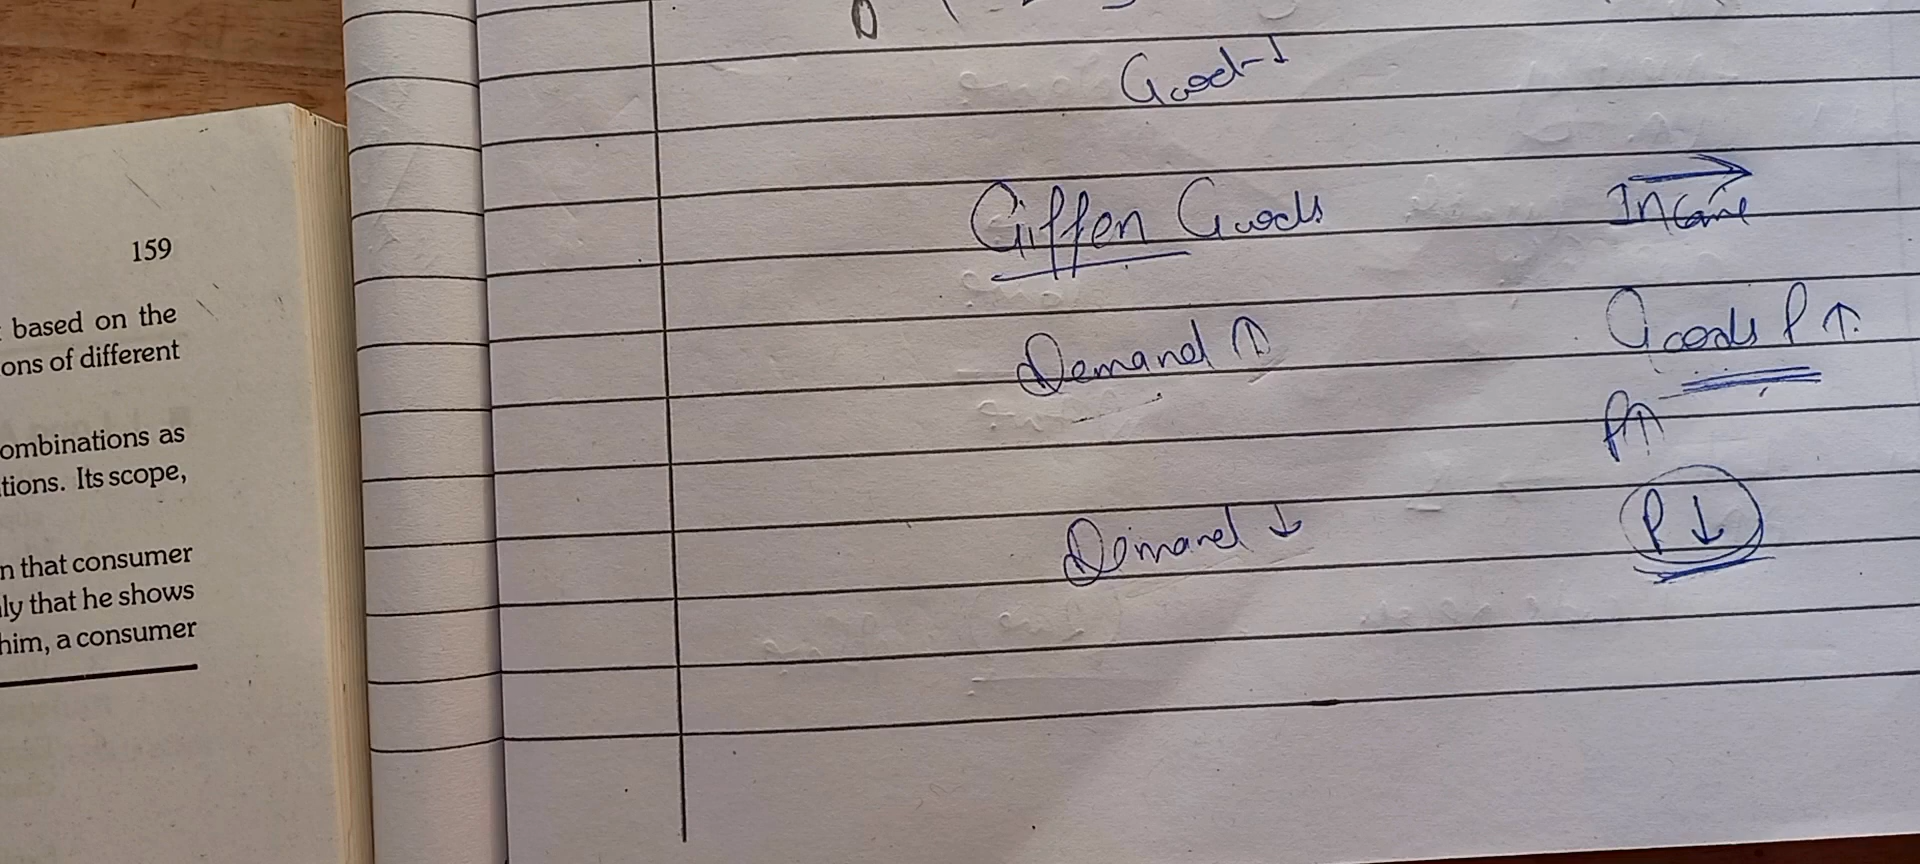 159
based on the
ons of different
ombinations as
tions. Its scope,
n that consumer
ly that he shows
him, a consumer
Good ↓
Giffen Goods
Income →
Demand ↑
Goods P ↑
P↑
Demand ↓
P ↓